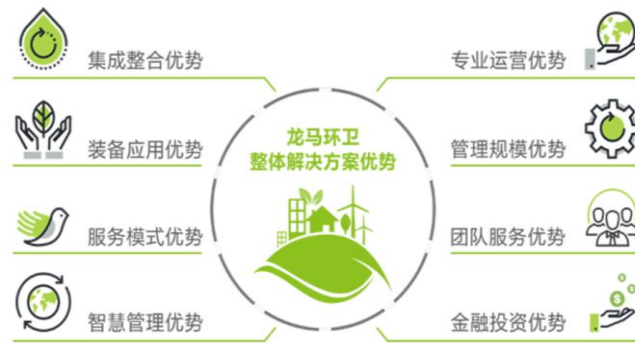 集成整合优势
装备应用优势
服务模式优势
智慧管理优势
龙马环卫
整体解决方案优势
专业运营优势
管理规模优势
团队服务优势
金融投资优势